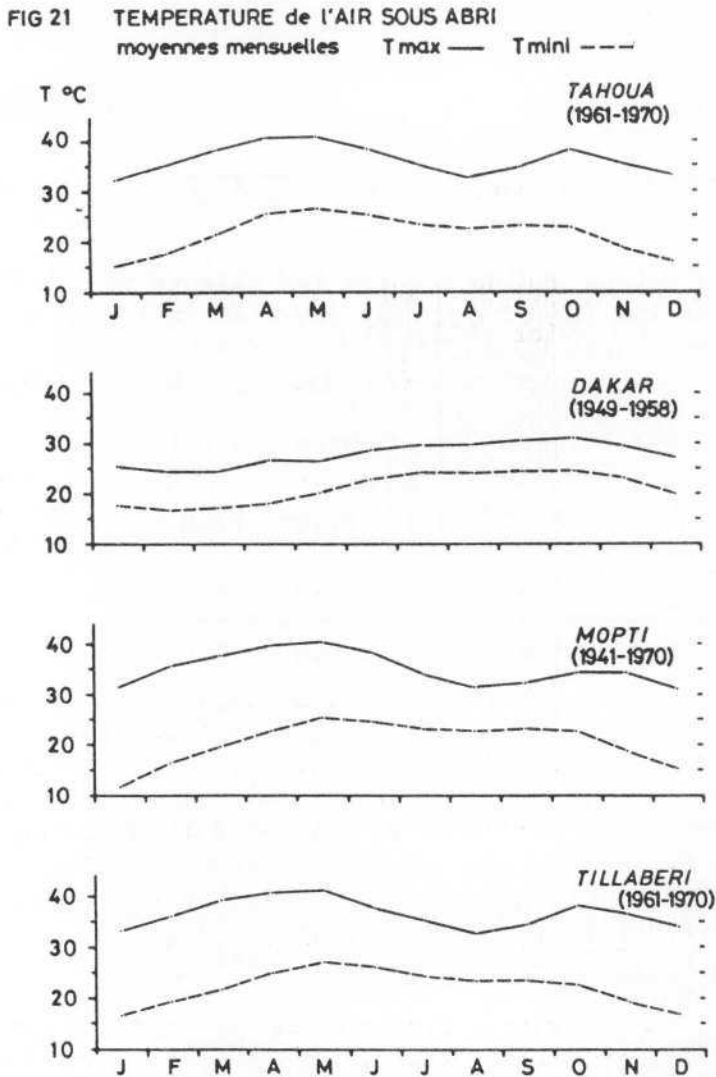 FIG 21 TEMPERATURE de l'AIR SOUS ABRI
moyennes mensuelles Tmax — Tmini ----
T °C
TAHOUA
(1961-1970)
40
30
20
10
J F M A M J J A S O N D
DAKAR
(1949-1958)
40
30
20
10
MOPTI
(1941-1970)
40
30
20
10
TILLABERI
(1961-1970)
40
30
20
10
J F M A M J J A S O N D